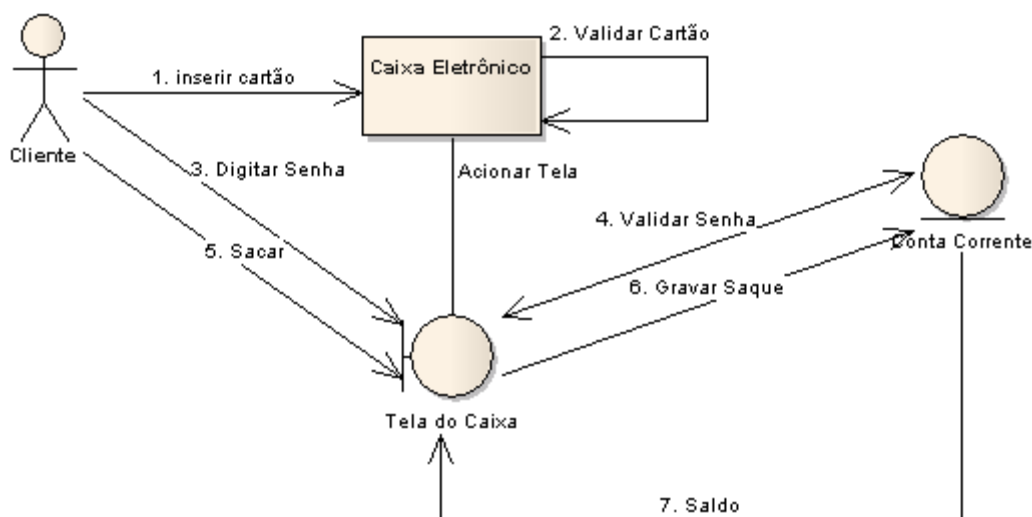 2. Validar Cartão
Caixa Eletrônico
1. inserir cartão
Cliente
3. Digitar Senha
Acionar Tela
4. Validar Senha
Conta Corrente
5. Sacar
6. Gravar Saque
Tela do Caixa
7. Saldo